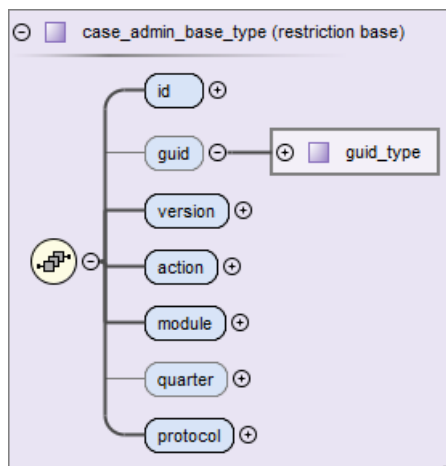 case_admin_base_type (restriction base)
id
guid
guid_type
version
action
module
quarter
protocol